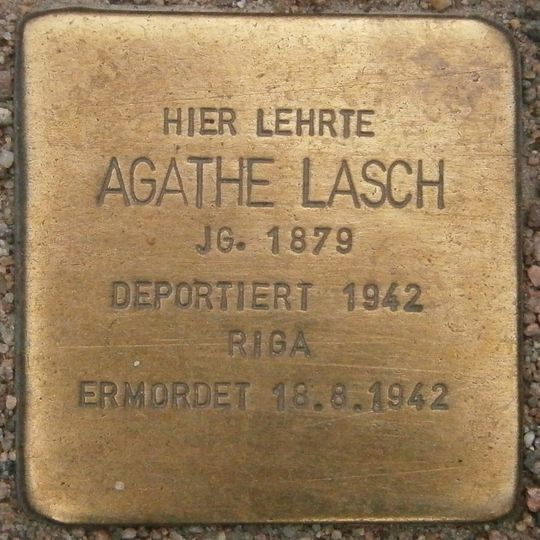 HIER LEHRTE
AGATHE LASCH
JG. 1879
DEPORTIERT 1942
RIGA
ERMORDET 18.8.1942